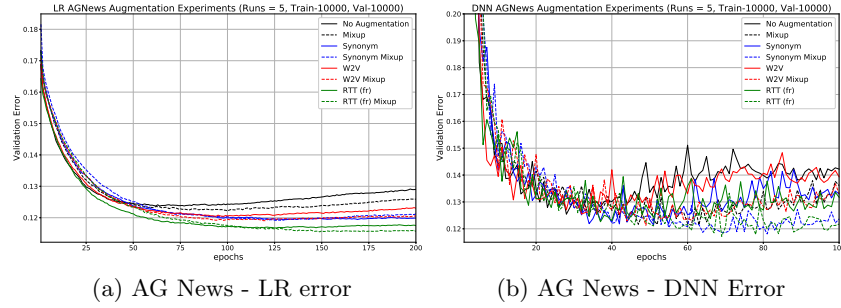 LR AGNews Augmentation Experiments (Runs = 5, Train-10000, Val-10000)
0.18
0.17
0.16
0.15
0.14
0.13
0.12
Validation Error
No Augmentation
Mixup
Synonym
Synonym Mixup
W2V
W2V Mixup
RTT (fr)
RTT (fr) Mixup
25
50
75
100
125
150
175
200
epochs
(a) AG News - LR error
DNN AGNews Augmentation Experiments (Runs = 5, Train-10000, Val-10000)
0.20
0.19
0.18
0.17
0.16
0.15
0.14
0.13
0.12
Validation Error
No Augmentation
Mixup
Synonym
Synonym Mixup
W2V
W2V Mixup
RTT (fr)
RTT (fr) Mixup
20
40
60
80
100
epochs
(b) AG News - DNN Error